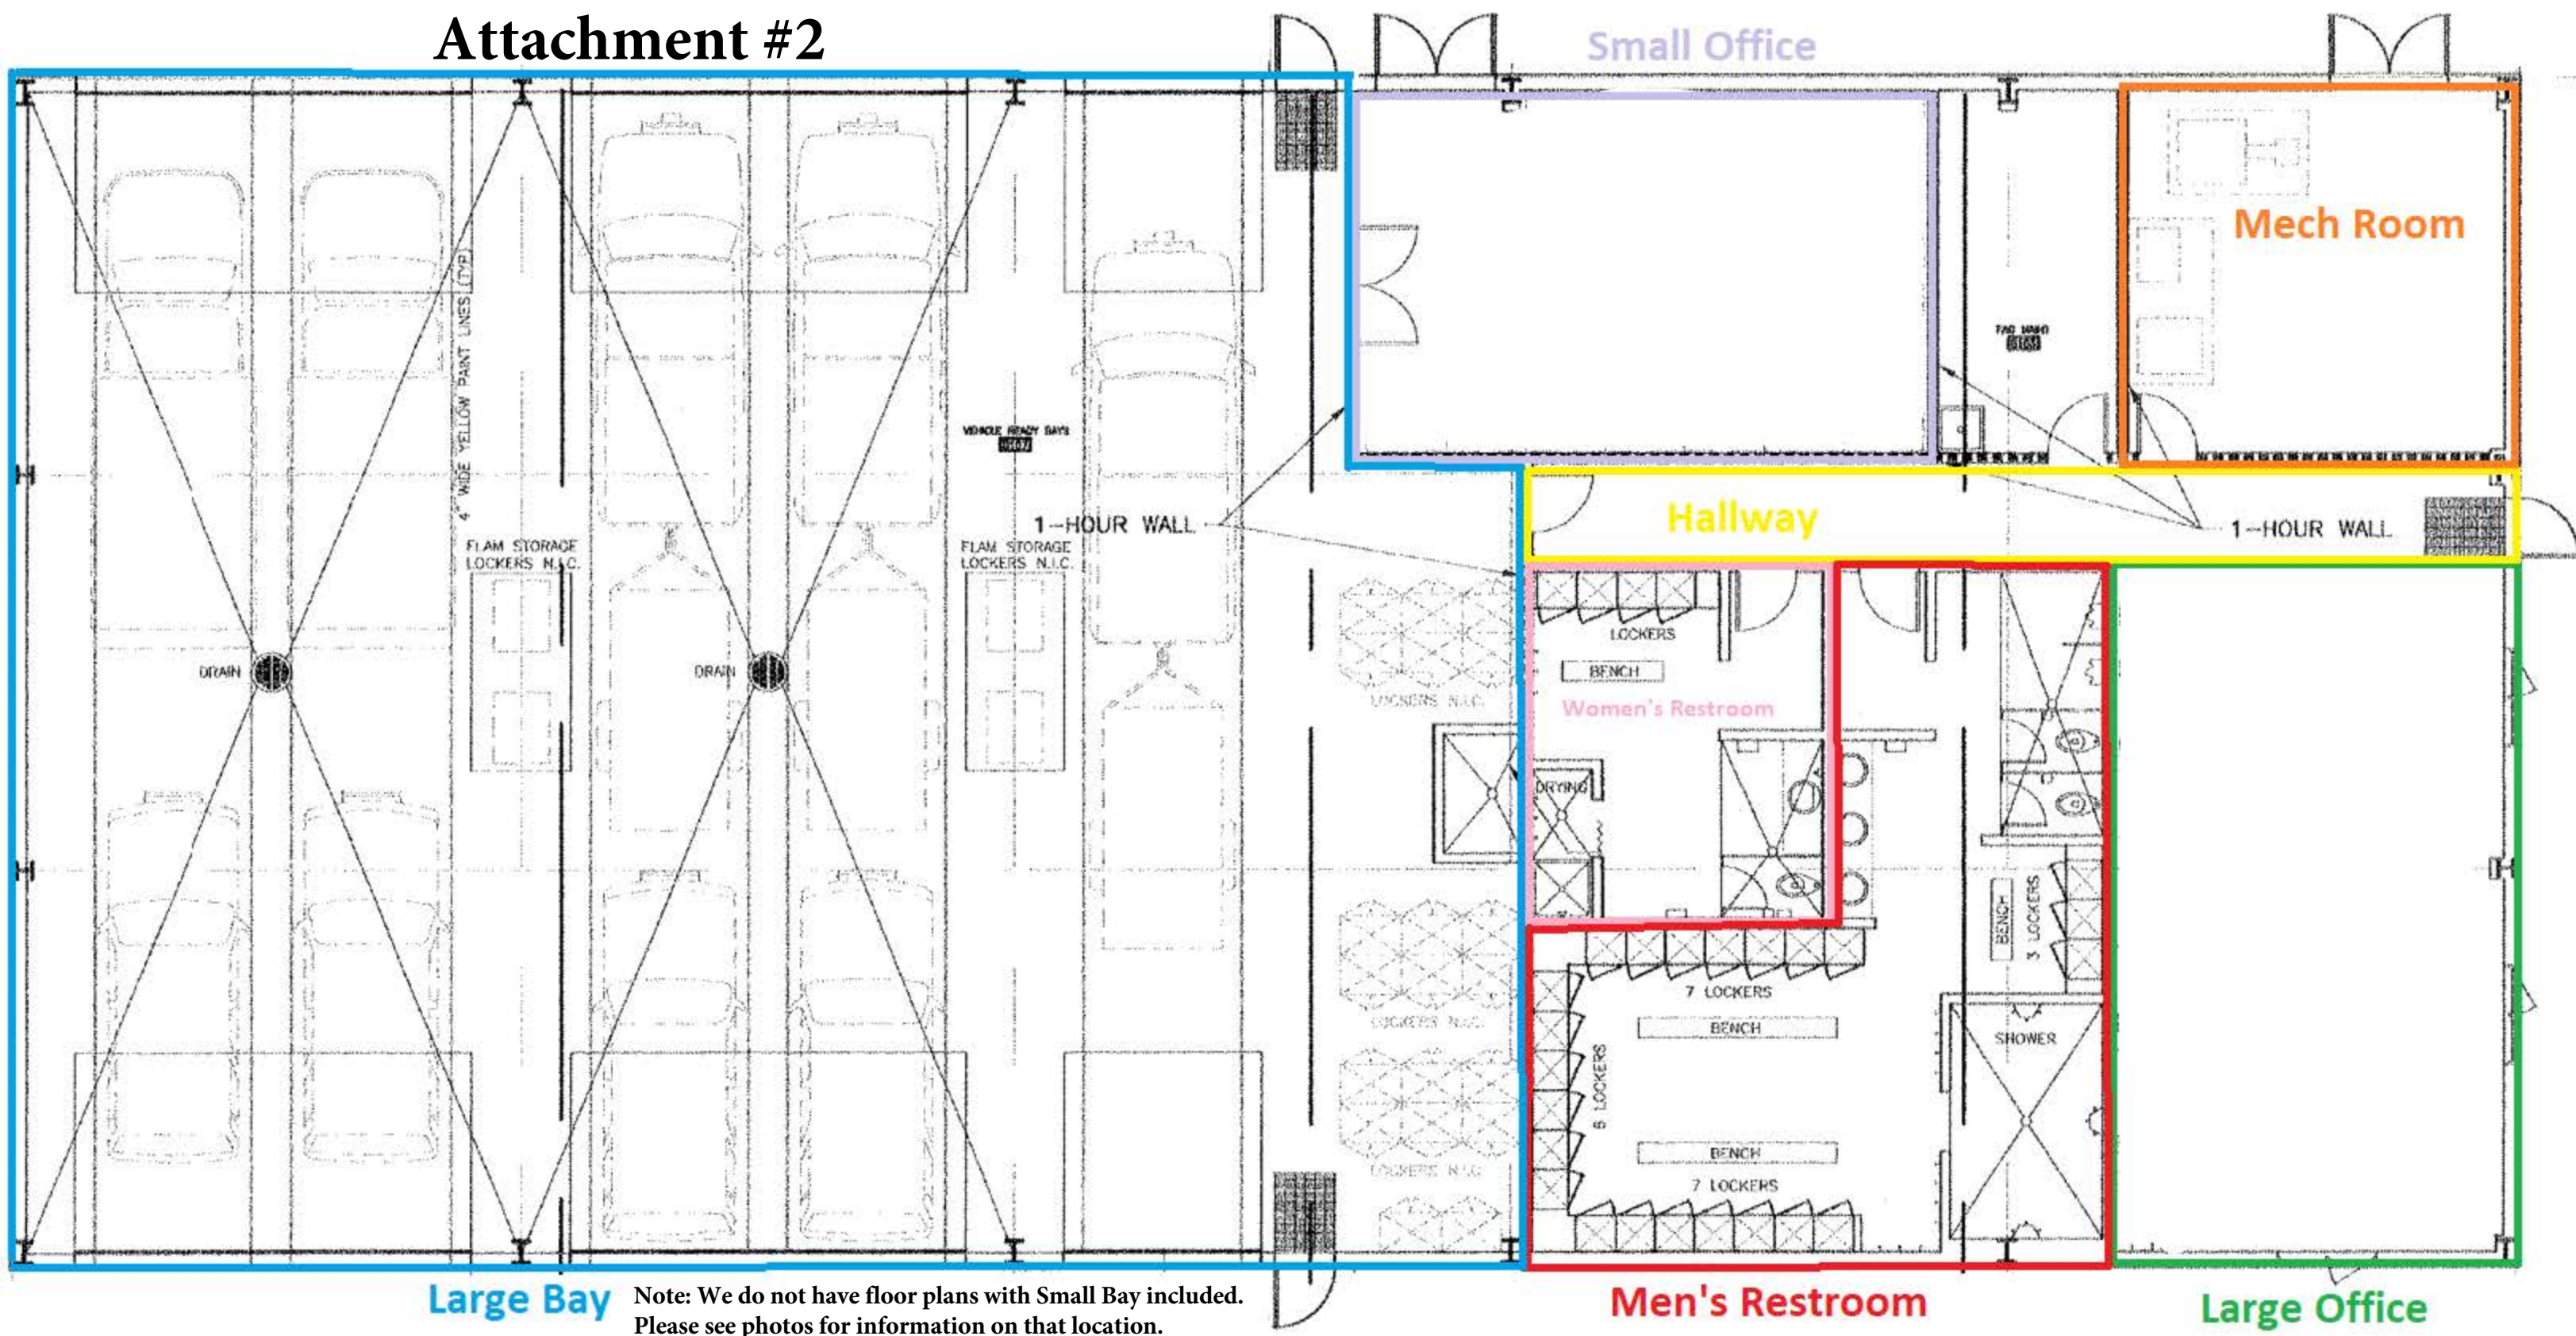 Attachment #2
Small Office
Mech Room
4" WIDE YELLOW PAINT LINES (TYP)
VEHICLE READY BAYS
1-HOUR WALL
Hallway
1-HOUR WALL
FLAM STORAGE
LOCKERS N.I.C.
FLAM STORAGE
LOCKERS N.I.C.
LOCKERS
BENCH
Women's Restroom
DRAIN
DRAIN
LOCKERS N.I.C.
DRYING
BENCH
3 LOCKERS
7 LOCKERS
LOCKERS N.I.C.
BENCH
SHOWER
LOCKERS
BENCH
LOCKERS N.I.C.
7 LOCKERS
Large Bay
Note: We do not have floor plans with Small Bay included.
Please see photos for information on that location.
Men's Restroom
Large Office